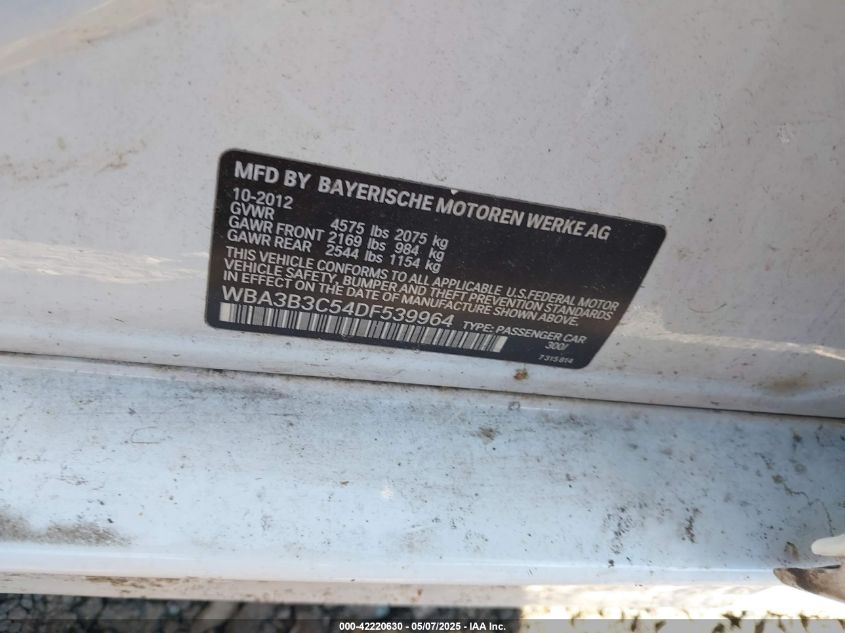 MFD BY BAYERISCHE MOTOREN WERKE AG
10-2012
GVWR 4575 lbs 2075 kg
GAWR FRONT 2169 lbs 984 kg
GAWR REAR 2544 lbs 1154 kg
THIS VEHICLE CONFORMS TO ALL APPLICABLE U.S.FEDERAL MOTOR
VEHICLE SAFETY, BUMPER AND THEFT PREVENTION STANDARDS
IN EFFECT ON THE DATE OF MANUFACTURE SHOWN ABOVE.
WBA3B3C54DF539964 TYPE: PASSENGER CAR
300/
7315814
000-42220630 - 05/07/2025 - IAA Inc.